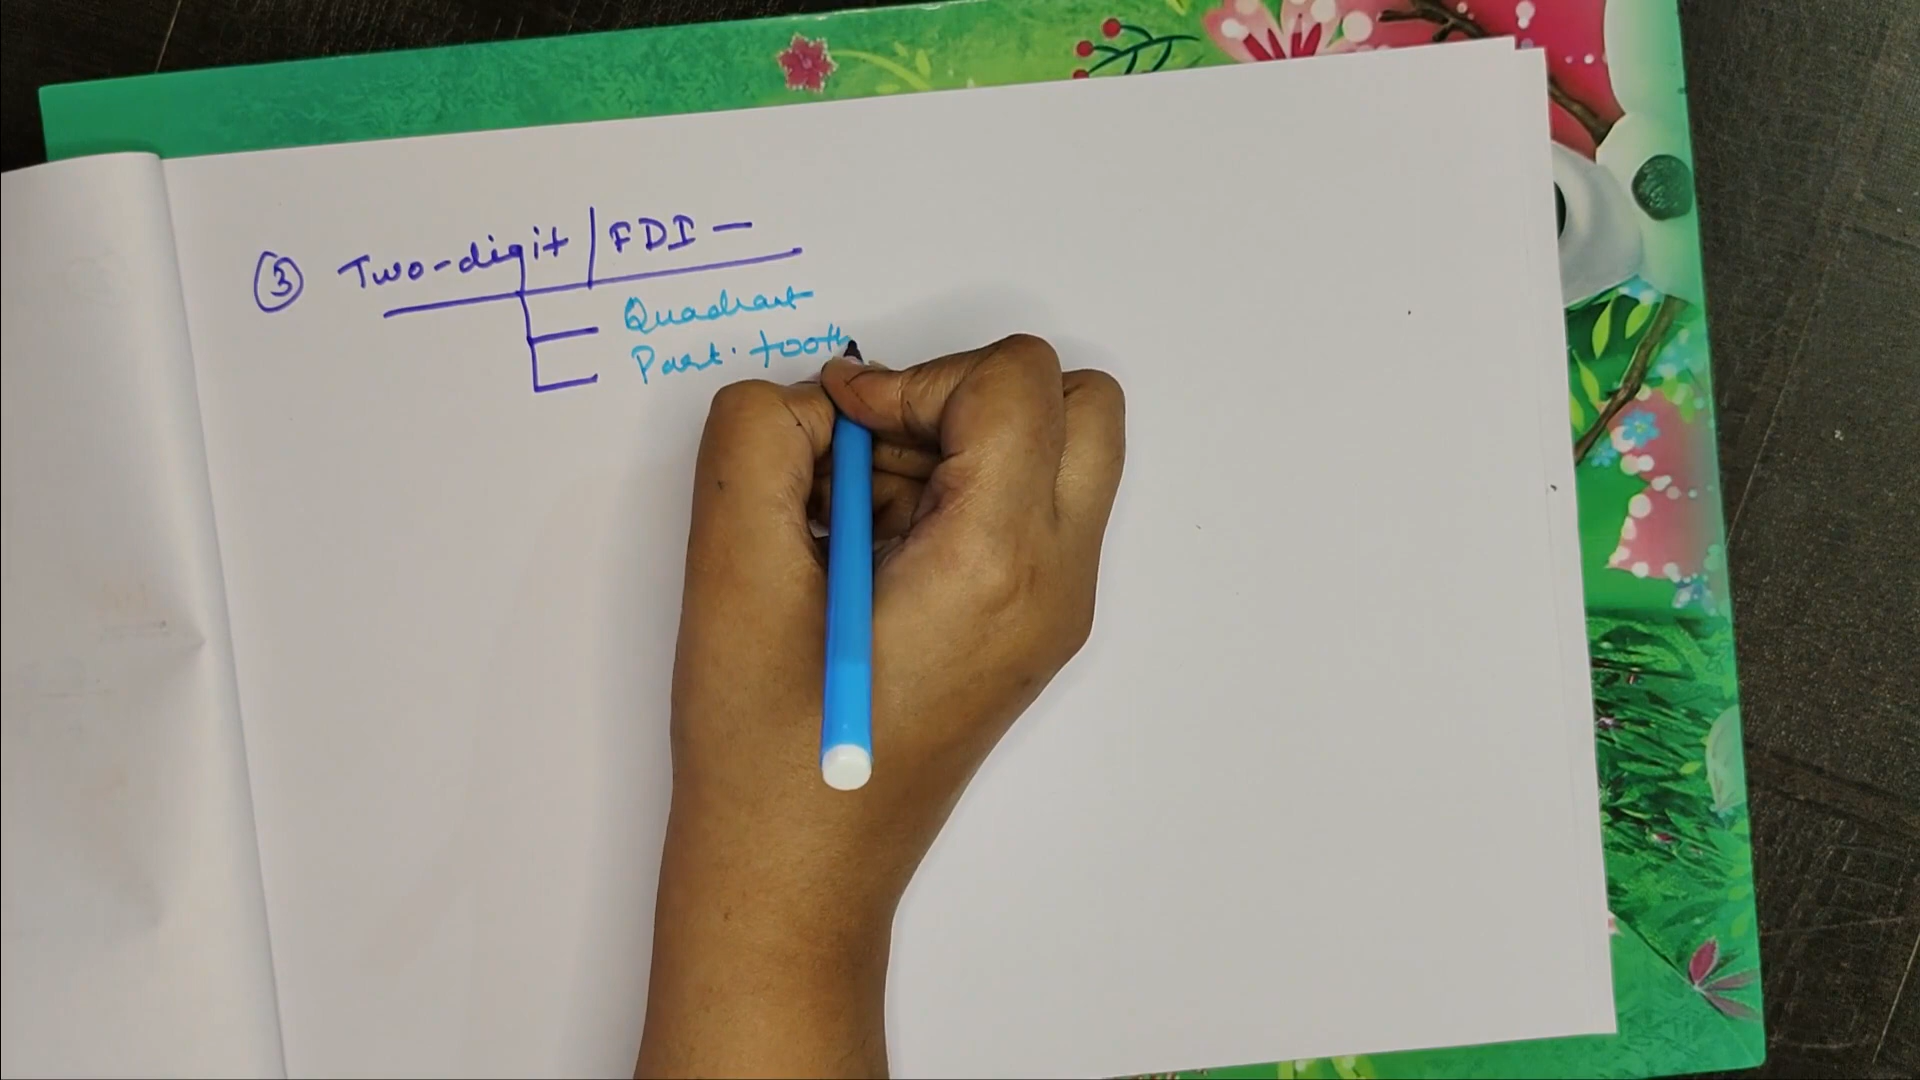 ③ Two-digit / FDI –
Quadrant
Part. tooth